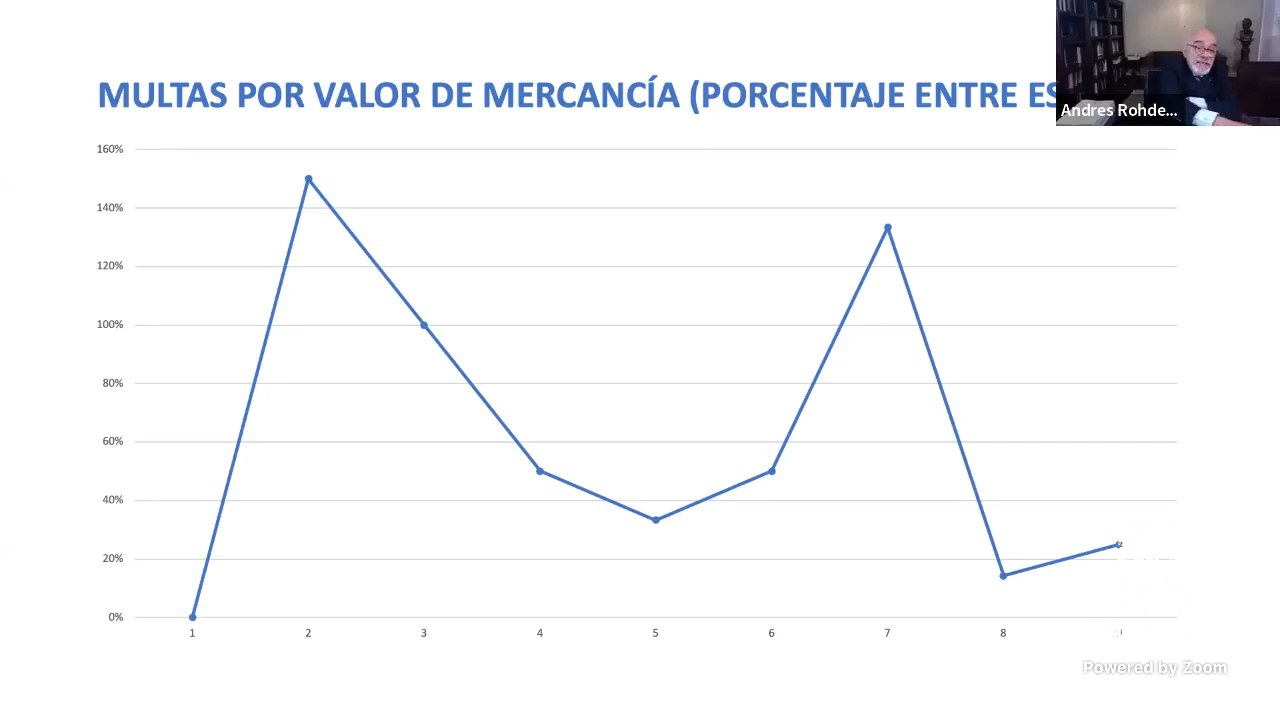 MULTAS POR VALOR DE MERCANCÍA (PORCENTAJE ENTRE ES
Andres Rohde...
160%
140%
120%
100%
80%
60%
40%
20%
0%
1 2 3 4 5 6 7 8
Powered by Zoom